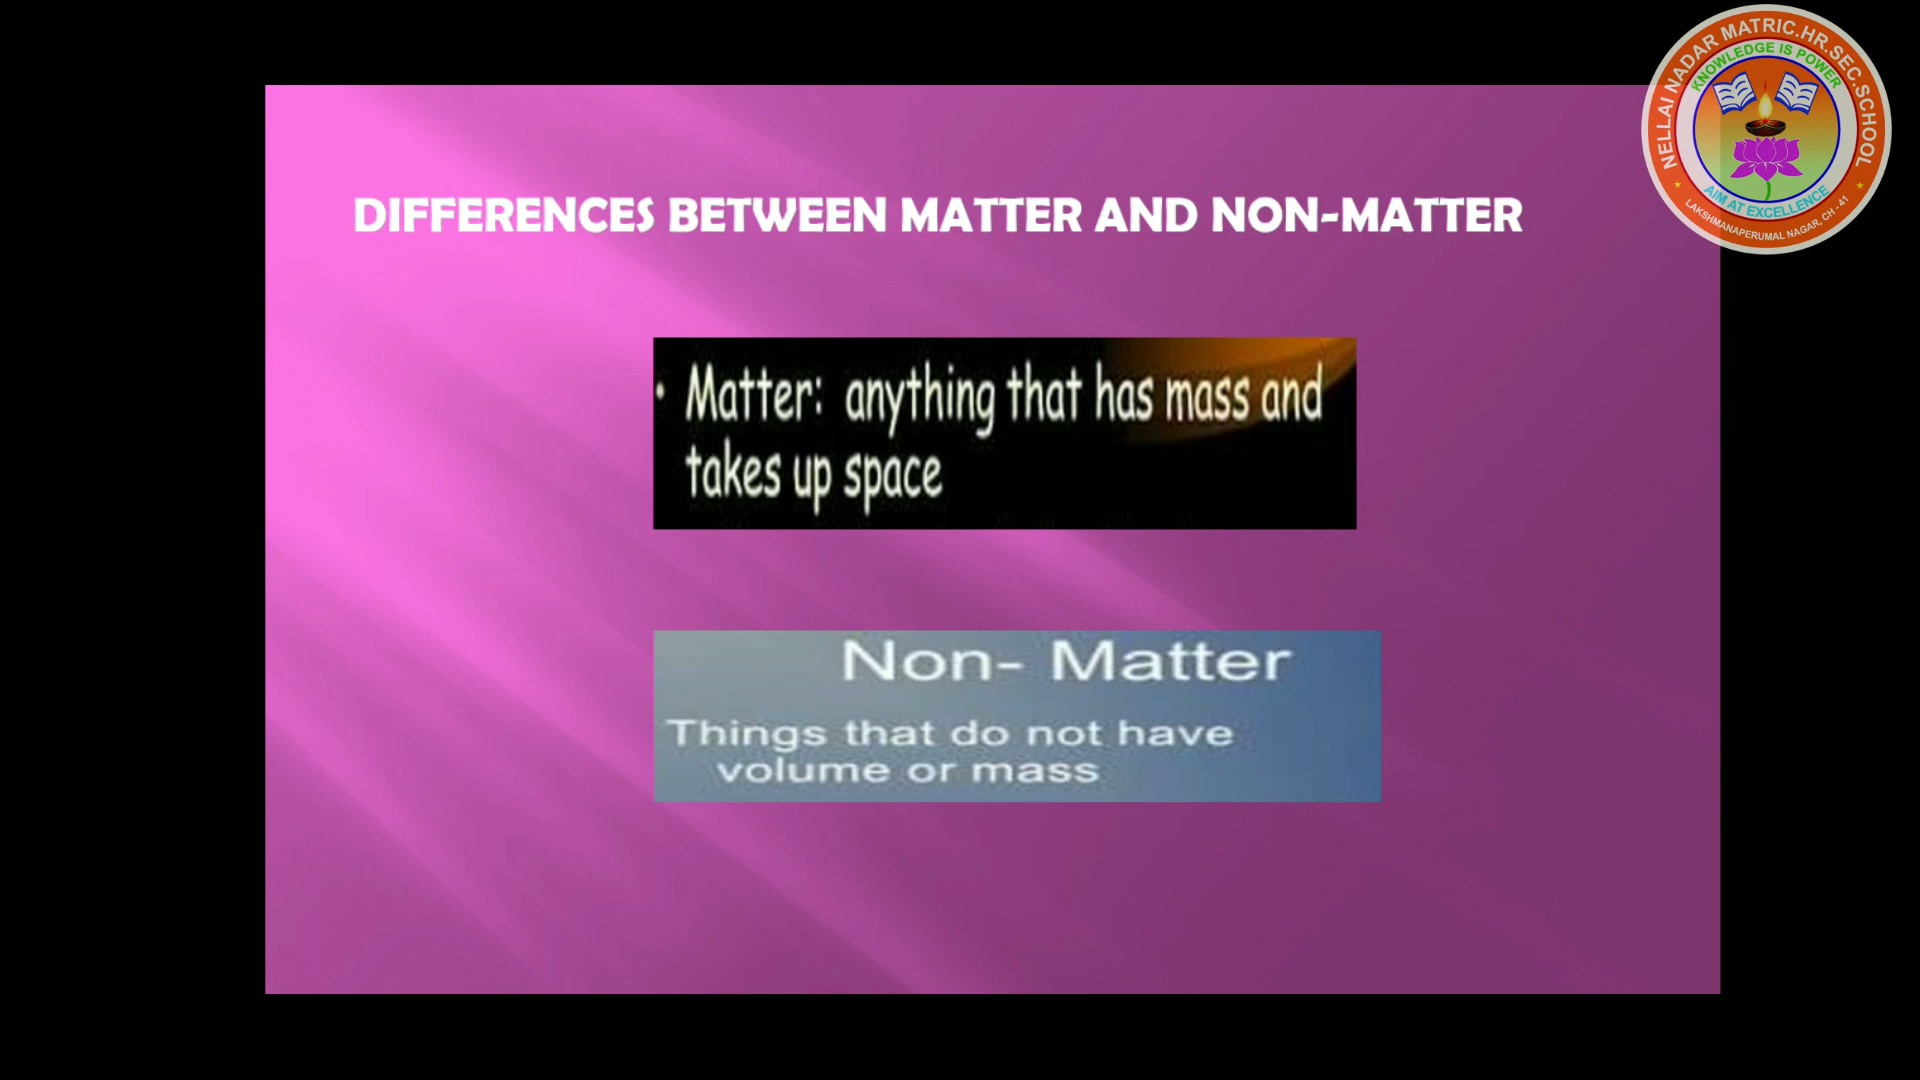 NELLAI NADAR MATRIC.HR.SEC.SCHOOL
KNOWLEDGE IS POWER
AIM AT EXCELLENCE
LAKSHMANAPERUMAL NAGAR, CH - 41
DIFFERENCES BETWEEN MATTER AND NON-MATTER
• Matter: anything that has mass and
takes up space
Non- Matter
Things that do not have
volume or mass